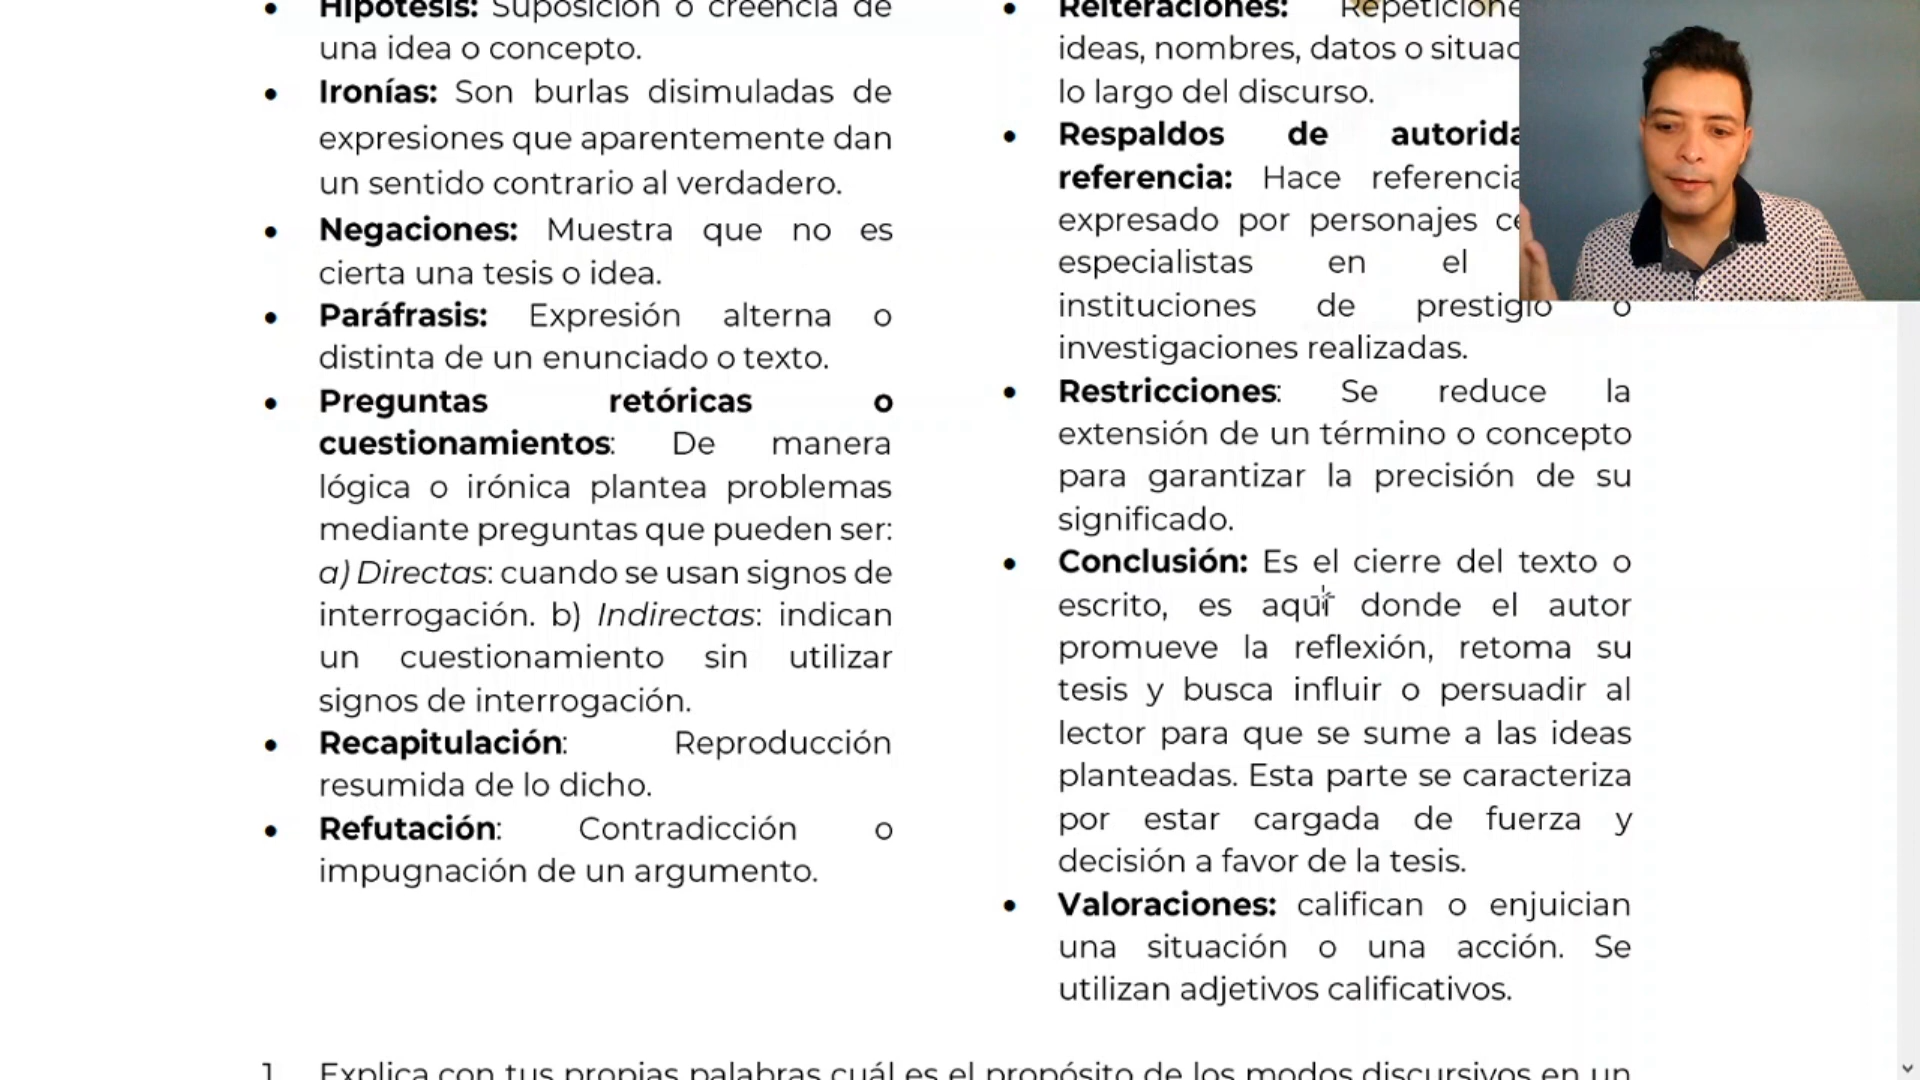 Hipótesis: Suposición o creencia de
una idea o concepto.
Ironías: Son burlas disimuladas de
expresiones que aparentemente dan
un sentido contrario al verdadero.
Negaciones: Muestra que no es
cierta una tesis o idea.
Paráfrasis: Expresión alterna o
distinta de un enunciado o texto.
Preguntas retóricas o
cuestionamientos: De manera
lógica o irónica plantea problemas
mediante preguntas que pueden ser:
a) Directas: cuando se usan signos de
interrogación. b) Indirectas: indican
un cuestionamiento sin utilizar
signos de interrogación.
Recapitulación: Reproducción
resumida de lo dicho.
Refutación: Contradicción o
impugnación de un argumento.
Reiteraciones:
ideas, nombres, datos o
lo largo del discurso.
Respaldos de
referencia: Hace
expresado por personajes
especialistas en el
instituciones de prestigio o
investigaciones realizadas.
Restricciones: Se reduce la
extensión de un término o concepto
para garantizar la precisión de su
significado.
Conclusión: Es el cierre del texto o
escrito, es aquí donde el autor
promueve la reflexión, retoma su
tesis y busca influir o persuadir al
lector para que se sume a las ideas
planteadas. Esta parte se caracteriza
por estar cargada de fuerza y
decisión a favor de la tesis.
Valoraciones: califican o enjuician
una situación o una acción. Se
utilizan adjetivos calificativos.
1. Explica con tus propias palabras cuál es el propósito de los modos discursivos en un